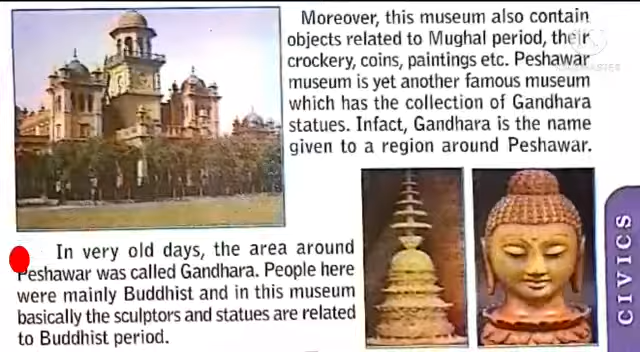 Moreover, this museum also contain
objects related to Mughal period, their
crockery, coins, paintings etc. Peshawar
museum is yet another famous museum
which has the collection of Gandhara
statues. Infact, Gandhara is the name
given to a region around Peshawar.
In very old days, the area around
Peshawar was called Gandhara. People here
were mainly Buddhist and in this museum
basically the sculptors and statues are related
to Buddhist period.
CIVICS